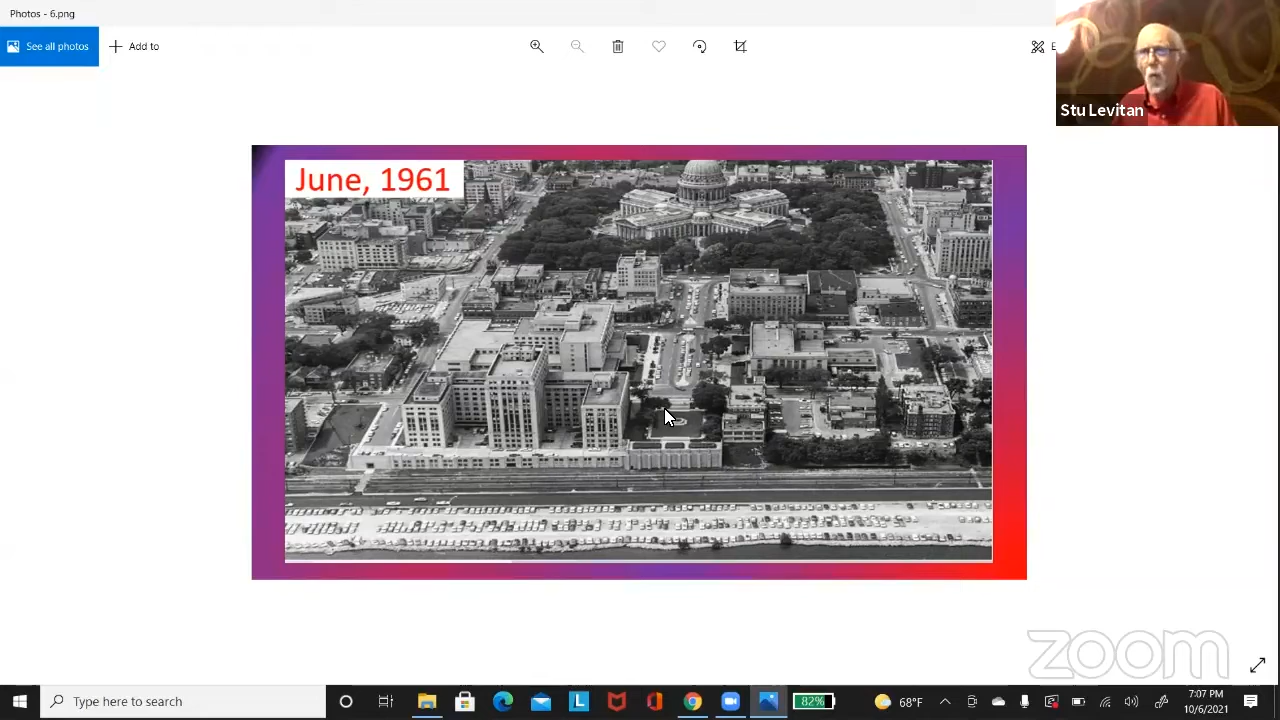 Photos - 6.png
See all photos
Add to
E
Stu Levitan
June, 1961
zoom
Type here to search
L
82%
68°F
7:07 PM
10/6/2021